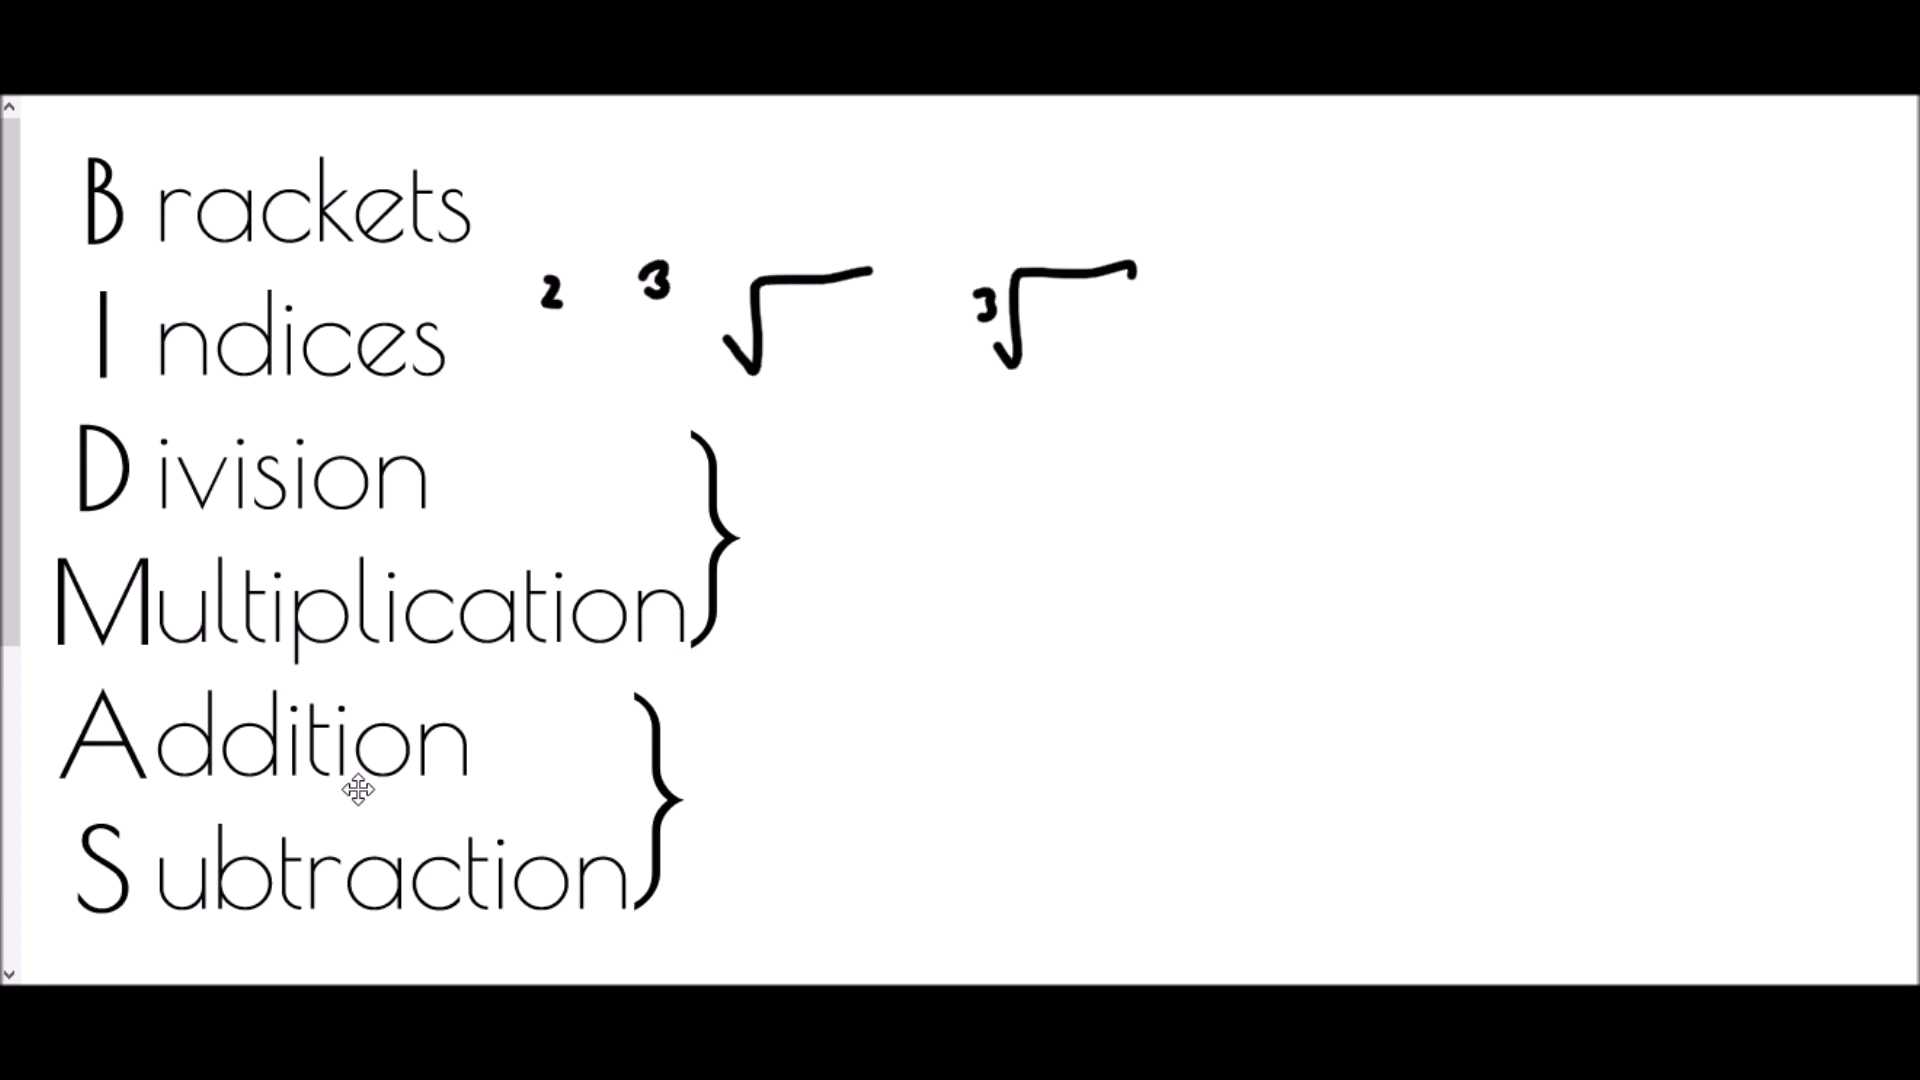 Brackets
Indices ² ³ √ ³√
Division
Multiplication
Addition
Subtraction